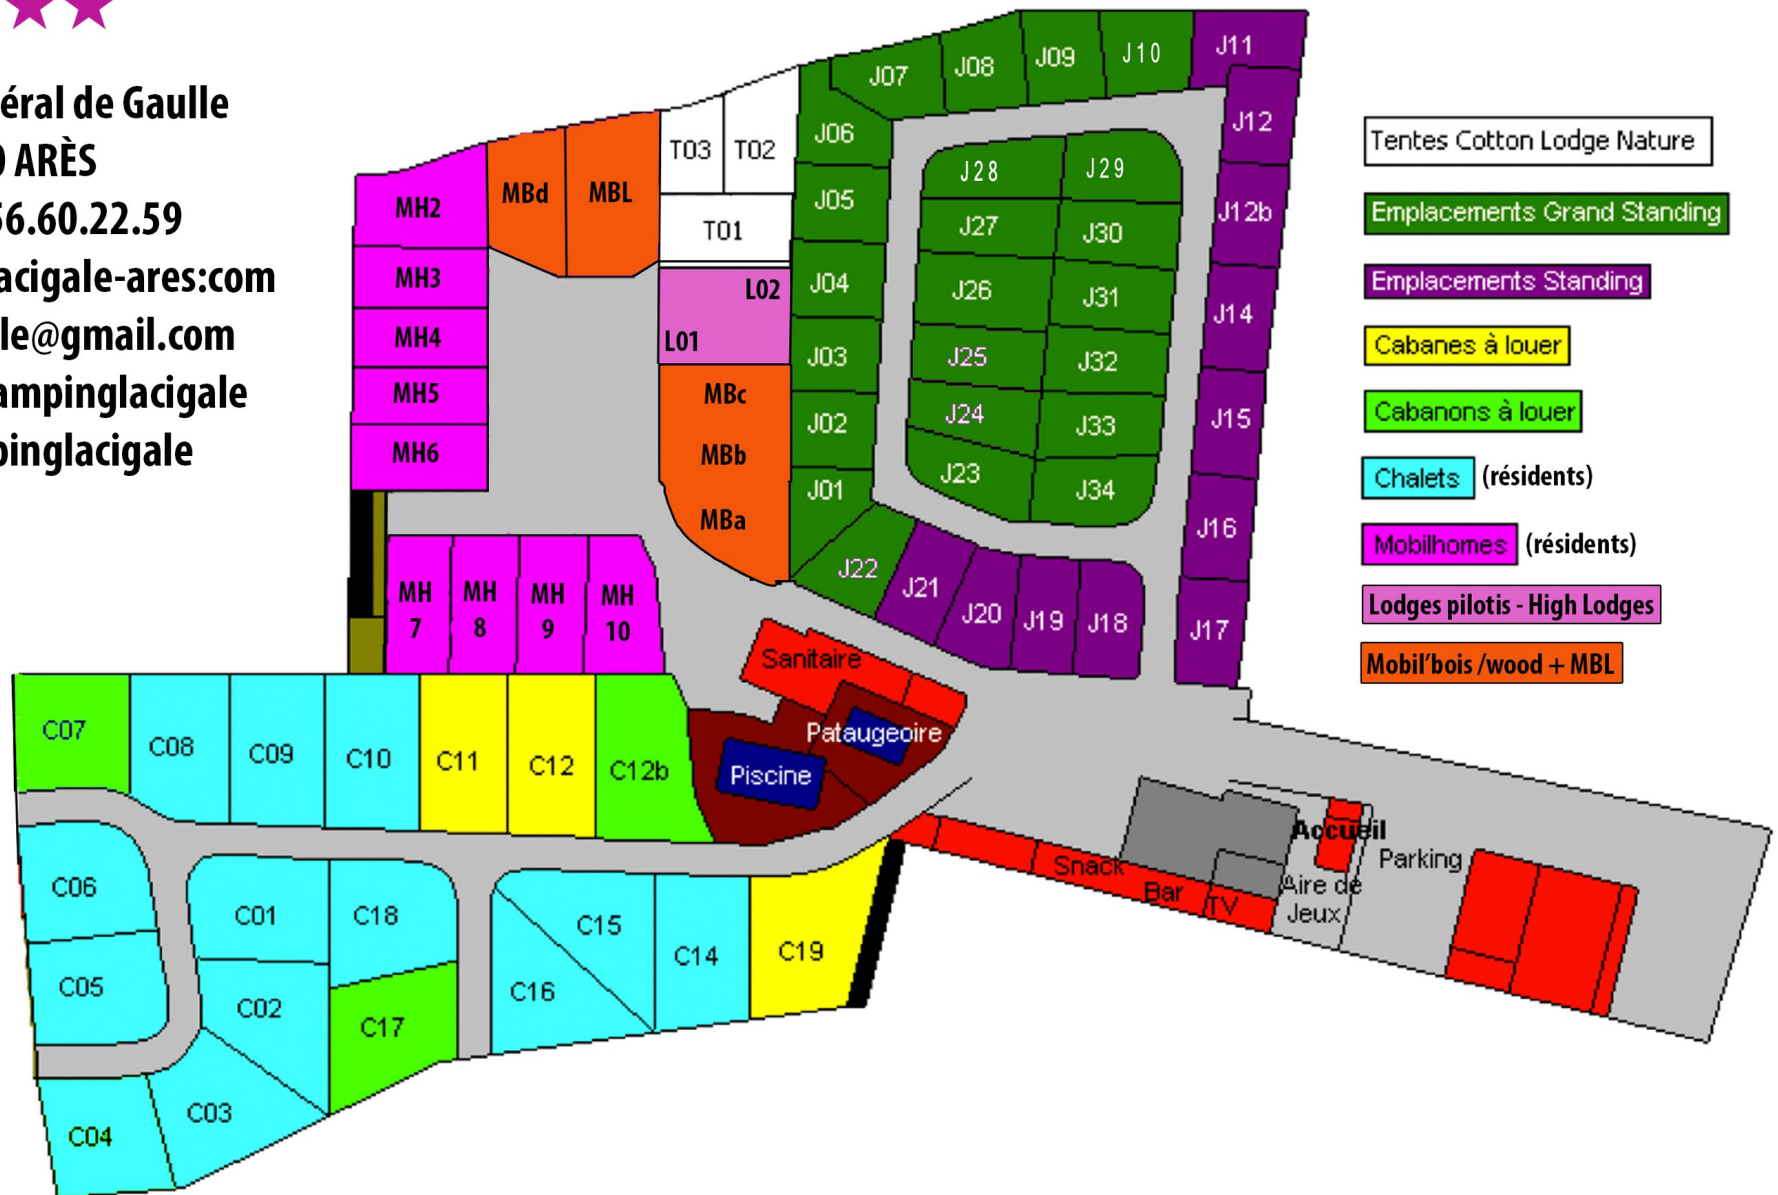 éral de Gaulle
ARÈS
56.60.22.59
acigale-ares:com
le@gmail.com
ampinglacigale
pinglacigale
J07 J08 J09 J10 J11
J06 J12
T03 T02
J28 J29
MH2 MBd MBL
J05 J12b
T01 J27 J30
MH3 L02 J04 J26 J31 J14
MH4 L01 J03 J25 J32
MH5 MBc J02 J24 J33 J15
MH6 MBb J01 J23 J34
MBa J16
J22 J21 J20 J19 J18 J17
MH MH MH MH
7 8 9 10
Sanitaire
Pataugeoire
Piscine
C07 C08 C09 C10 C11 C12 C12b
C06 C01 C18 C15 C14 C19
C05 C02 C17 C16
C04 C03
Snack
Bar
TV
Accueil
Parking
Aire de
Jeux
Tentes Cotton Lodge Nature
Emplacements Grand Standing
Emplacements Standing
Cabanes à louer
Cabanons à louer
Chalets (résidents)
Mobilhomes (résidents)
Lodges pilotis - High Lodges
Mobil'bois /wood + MBL